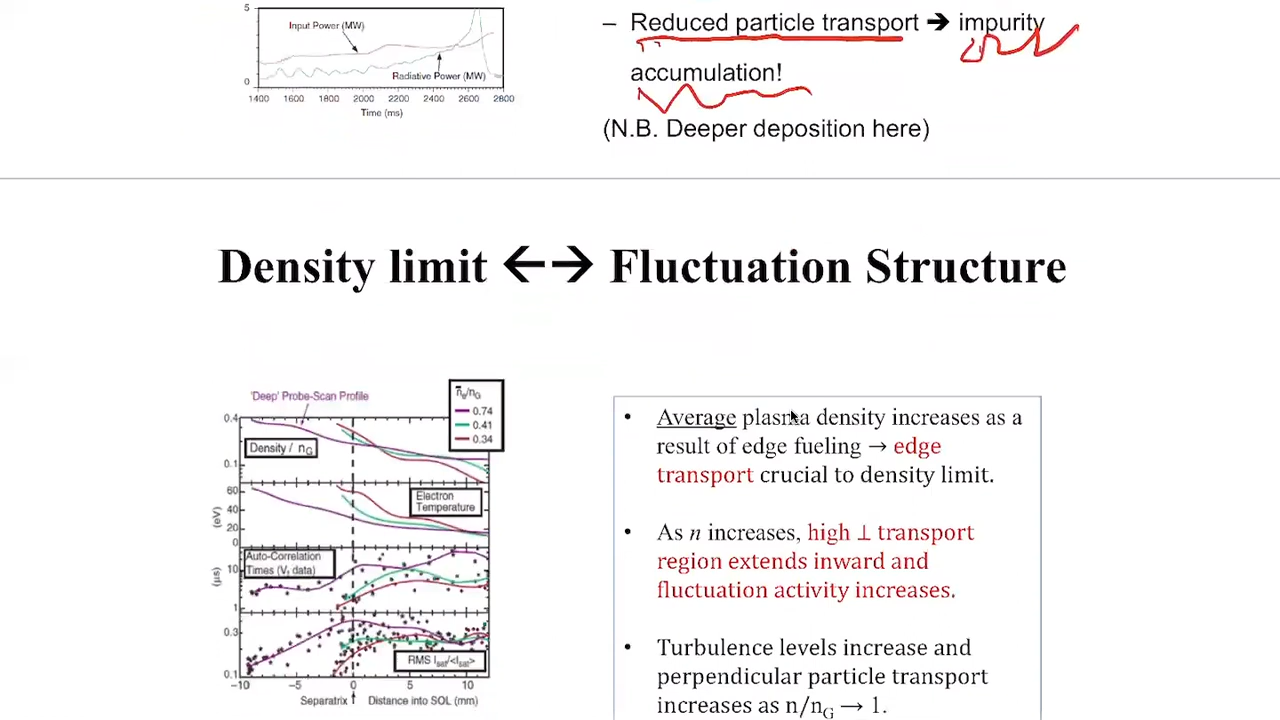 5
Input Power (MW)
Radiative Power (MW)
0
1400 1600 1800 2000 2200 2400 2600 2800
Time (ms)
– Reduced particle transport ➔ impurity
accumulation!
(N.B. Deeper deposition here)
Density limit ←→ Fluctuation Structure
'Deep' Probe-Scan Profile
n̅e/nG
0.74
0.41
0.34
0.4
Density / nG
0.1
60
Electron
Temperature
40
(eV)
20
0
Auto-Correlation
Times (Vf data)
10
(µs)
1
0.3
RMS Isat/<Isat>
0.1
−10 −5 0 5 10
Separatrix Distance into SOL (mm)
• Average plasma density increases as a
result of edge fueling → edge
transport crucial to density limit.
• As n increases, high ⊥ transport
region extends inward and
fluctuation activity increases.
• Turbulence levels increase and
perpendicular particle transport
increases as n/nG → 1.